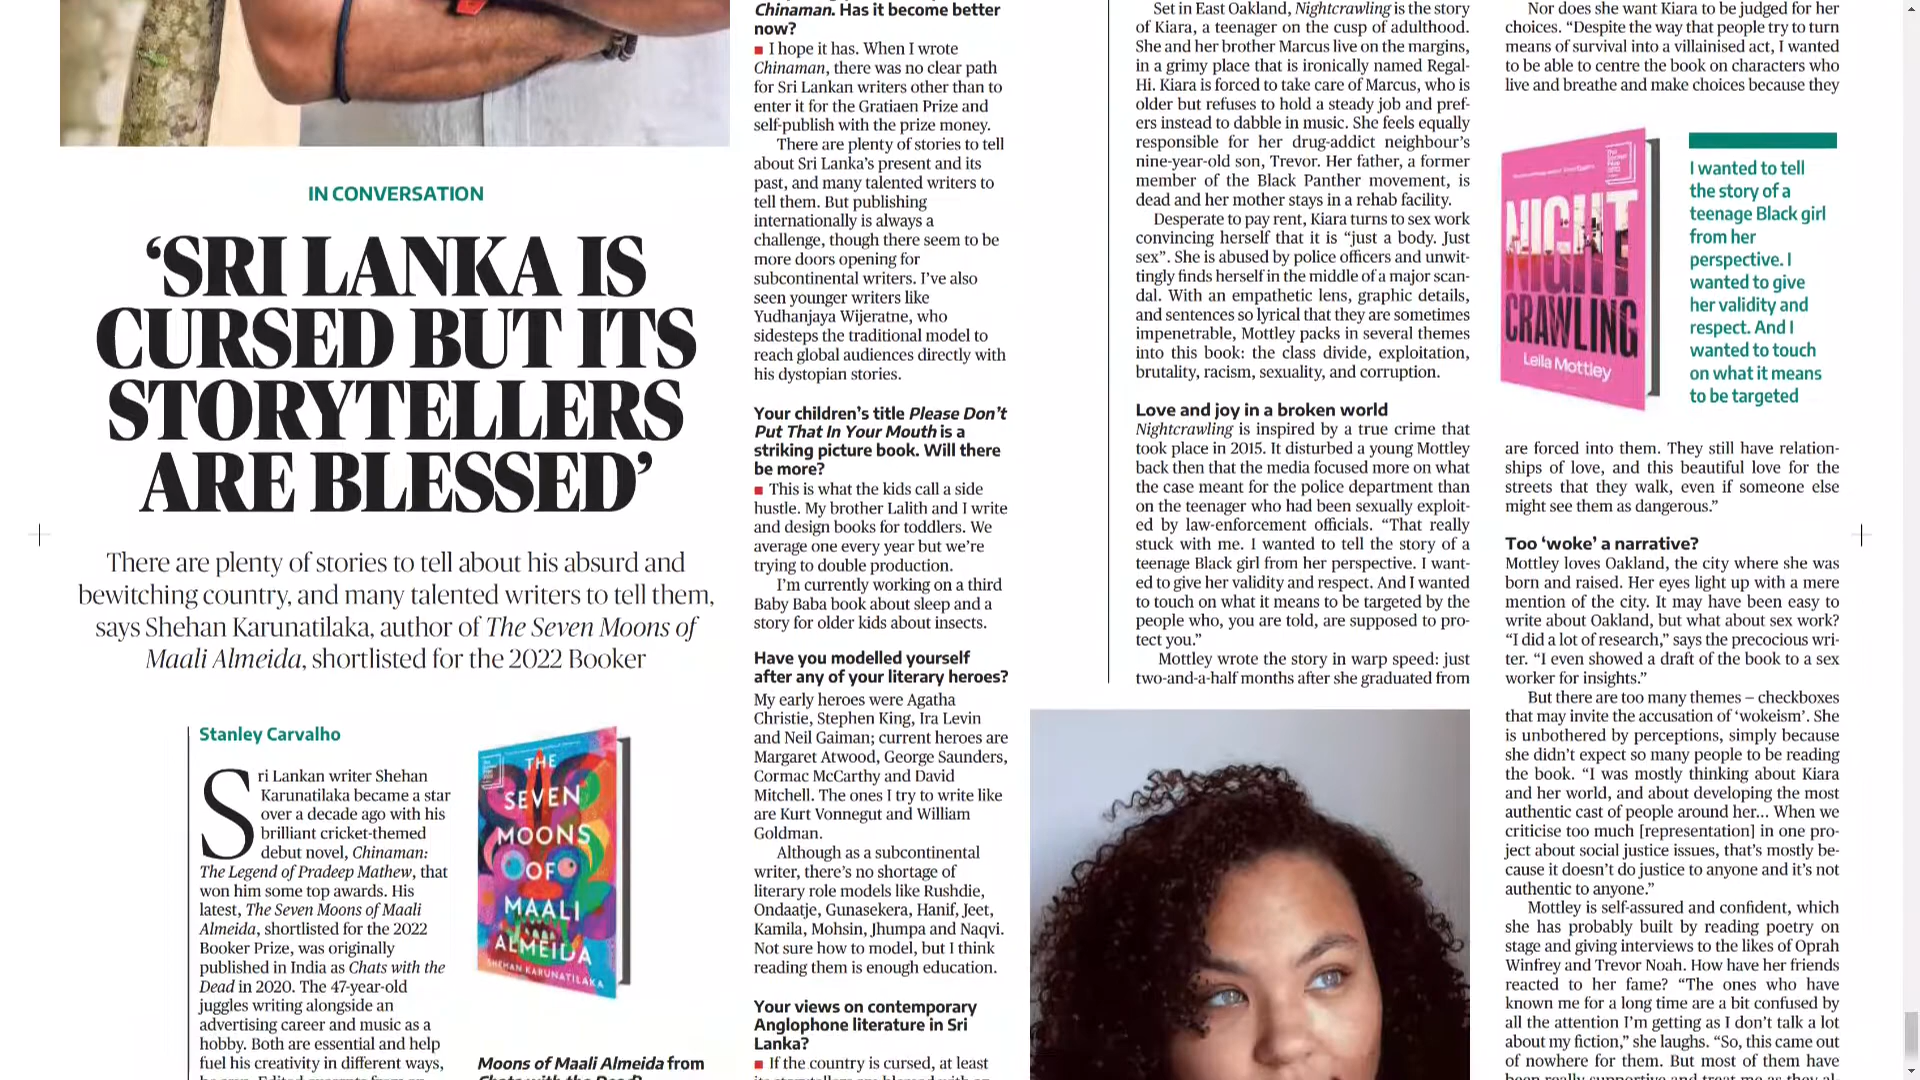 IN CONVERSATION
‘SRI LANKA IS
CURSED BUT ITS
STORYTELLERS
ARE BLESSED’
There are plenty of stories to tell about his absurd and
bewitching country, and many talented writers to tell them,
says Shehan Karunatilaka, author of The Seven Moons of
Maali Almeida, shortlisted for the 2022 Booker
Stanley Carvalho
Sri Lankan writer Shehan
Karunatilaka became a star
over a decade ago with his
brilliant cricket-themed
debut novel, Chinaman:
The Legend of Pradeep Mathew, that
won him some top awards. His
latest, The Seven Moons of Maali
Almeida, shortlisted for the 2022
Booker Prize, was originally
published in India as Chats with the
Dead in 2020. The 47-year-old
juggles writing alongside an
advertising career and music as a
hobby. Both are essential and help
fuel his creativity in different ways,
THE
SEVEN
MOONS
OF
MAALI
ALMEIDA
SHEHAN KARUNATILAKA
Moons of Maali Almeida from
Chats with the Dead?
Chinaman. Has it become better
now?
I hope it has. When I wrote
Chinaman, there was no clear path
for Sri Lankan writers other than to
enter it for the Gratiaen Prize and
self-publish with the prize money.
There are plenty of stories to tell
about Sri Lanka’s present and its
past, and many talented writers to
tell them. But publishing
internationally is always a
challenge, though there seem to be
more doors opening for
subcontinental writers. I’ve also
seen younger writers like
Yudhanjaya Wijeratne, who
sidesteps the traditional model to
reach global audiences directly with
his dystopian stories.
Your children’s title Please Don’t
Put That In Your Mouth is a
striking picture book. Will there
be more?
This is what the kids call a side
hustle. My brother Lalith and I write
and design books for toddlers. We
average one every year but we’re
trying to double production.
I’m currently working on a third
Baby Baba book about sleep and a
story for older kids about insects.
Have you modelled yourself
after any of your literary heroes?
My early heroes were Agatha
Christie, Stephen King, Ira Levin
and Neil Gaiman; current heroes are
Margaret Atwood, George Saunders,
Cormac McCarthy and David
Mitchell. The ones I try to write like
are Kurt Vonnegut and William
Goldman.
Although as a subcontinental
writer, there’s no shortage of
literary role models like Rushdie,
Ondaatje, Gunasekera, Hanif, Jeet,
Kamila, Mohsin, Jhumpa and Naqvi.
Not sure how to model, but I think
reading them is enough education.
Your views on contemporary
Anglophone literature in Sri
Lanka?
If the country is cursed, at least
Set in East Oakland, Nightcrawling is the story
of Kiara, a teenager on the cusp of adulthood.
She and her brother Marcus live on the margins,
in a grimy place that is ironically named Regal-
Hi. Kiara is forced to take care of Marcus, who is
older but refuses to hold a steady job and pref-
ers instead to dabble in music. She feels equally
responsible for her drug-addict neighbour’s
nine-year-old son, Trevor. Her father, a former
member of the Black Panther movement, is
dead and her mother stays in a rehab facility.
Desperate to pay rent, Kiara turns to sex work
convincing herself that it is “just a body. Just
sex”. She is abused by police officers and unwit-
tingly finds herself in the middle of a major scan-
dal. With an empathetic lens, graphic details,
and sentences so lyrical that they are sometimes
impenetrable, Mottley packs in several themes
into this book: the class divide, exploitation,
brutality, racism, sexuality, and corruption.
Love and joy in a broken world
Nightcrawling is inspired by a true crime that
took place in 2015. It disturbed a young Mottley
back then that the media focused more on what
the case meant for the police department than
on the teenager who had been sexually exploit-
ed by law-enforcement officials. “That really
stuck with me. I wanted to tell the story of a
teenage Black girl from her perspective. I want-
ed to give her validity and respect. And I wanted
to touch on what it means to be targeted by the
people who, you are told, are supposed to pro-
tect you.”
Mottley wrote the story in warp speed: just
two-and-a-half months after she graduated from
Nor does she want Kiara to be judged for her
choices. “Despite the way that people try to turn
means of survival into a villainised act, I wanted
to be able to centre the book on characters who
live and breathe and make choices because they
NIGHT
CRAWLING
Leila Mottley
I wanted to tell
the story of a
teenage Black girl
from her
perspective. I
wanted to give
her validity and
respect. And I
wanted to touch
on what it means
to be targeted
are forced into them. They still have relation-
ships of love, and this beautiful love for the
streets that they walk, even if someone else
might see them as dangerous.”
Too ‘woke’ a narrative?
Mottley loves Oakland, the city where she was
born and raised. Her eyes light up with a mere
mention of the city. It may have been easy to
write about Oakland, but what about sex work?
“I did a lot of research,” says the precocious wri-
ter. “I even showed a draft of the book to a sex
worker for insights.”
But there are too many themes – checkboxes
that may invite the accusation of ‘wokeism’. She
is unbothered by perceptions, simply because
she didn’t expect so many people to be reading
the book. “I was mostly thinking about Kiara
and her world, and about developing the most
authentic cast of people around her... When we
criticise too much [representation] in one pro-
ject about social justice issues, that’s mostly be-
cause it doesn’t do justice to anyone and it’s not
authentic to anyone.”
Mottley is self-assured and confident, which
she has probably built by reading poetry on
stage and giving interviews to the likes of Oprah
Winfrey and Trevor Noah. How have her friends
reacted to her fame? “The ones who have
known me for a long time are a bit confused by
all the attention I’m getting as I don’t talk a lot
about my fiction,” she laughs. “So, this came out
of nowhere for them. But most of them have